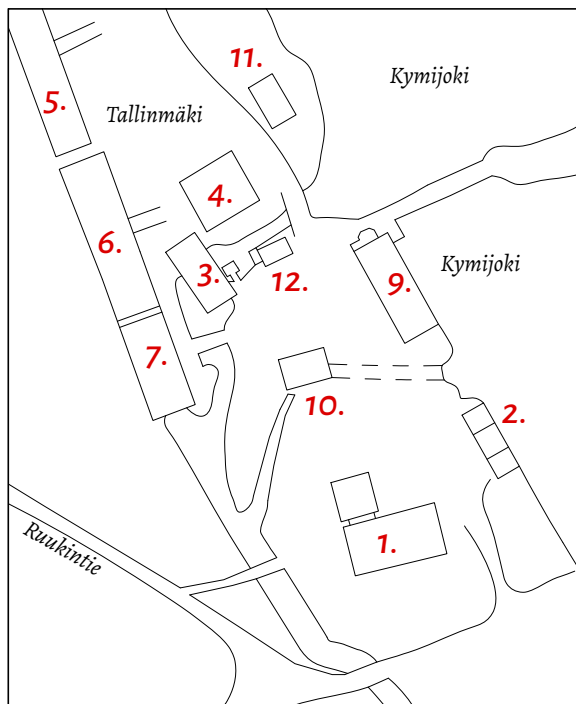 11.
Kymijoki
5.
Tallinmäki
4.
6.
3.
12.
9.
Kymijoki
7.
10.
2.
1.
Ruukintie